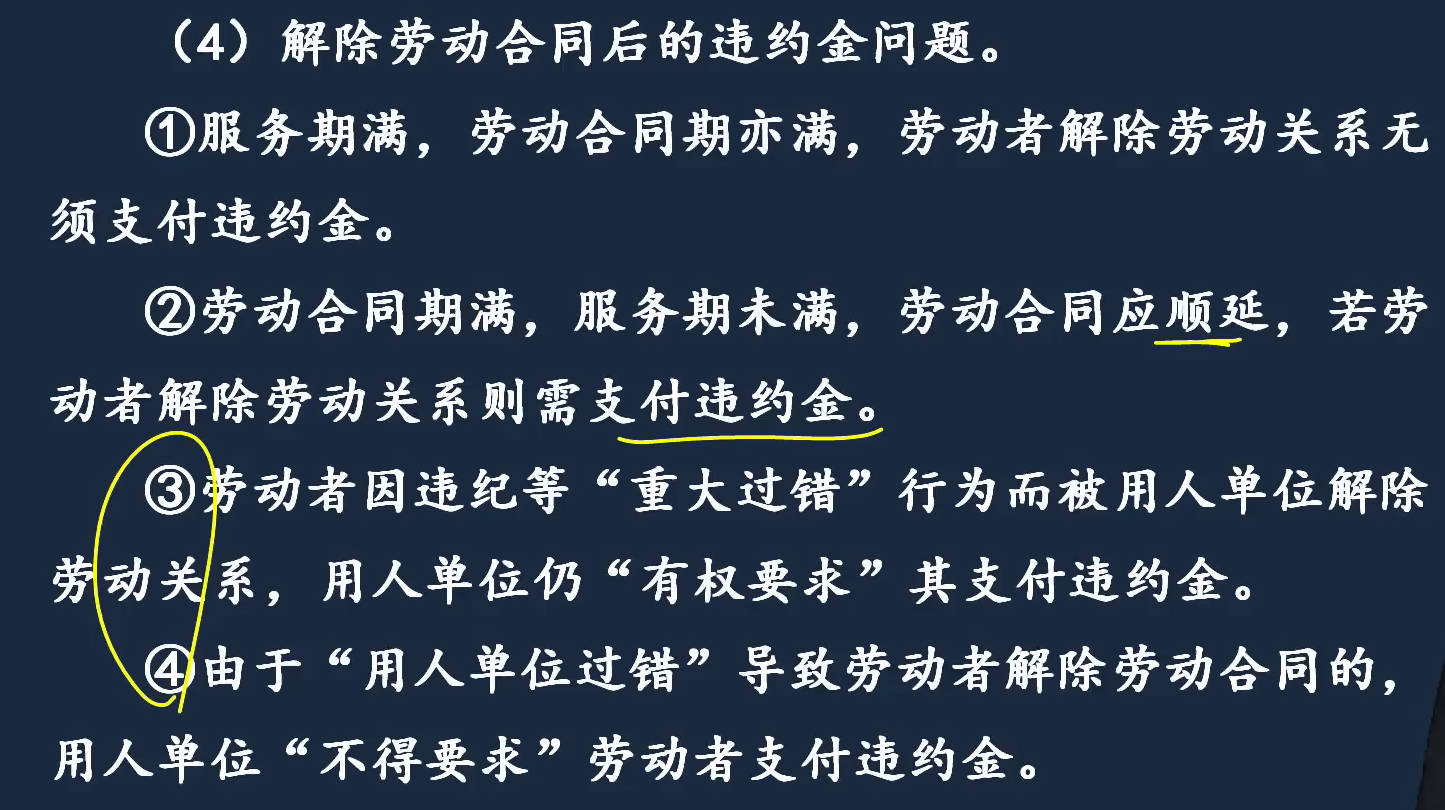 （4）解除劳动合同后的违约金问题。
①服务期满，劳动合同期亦满，劳动者解除劳动关系无
须支付违约金。
②劳动合同期满，服务期未满，劳动合同应顺延，若劳
动者解除劳动关系则需支付违约金。
③劳动者因违纪等“重大过错”行为而被用人单位解除
劳动关系，用人单位仍“有权要求”其支付违约金。
④由于“用人单位过错”导致劳动者解除劳动合同的，
用人单位“不得要求”劳动者支付违约金。